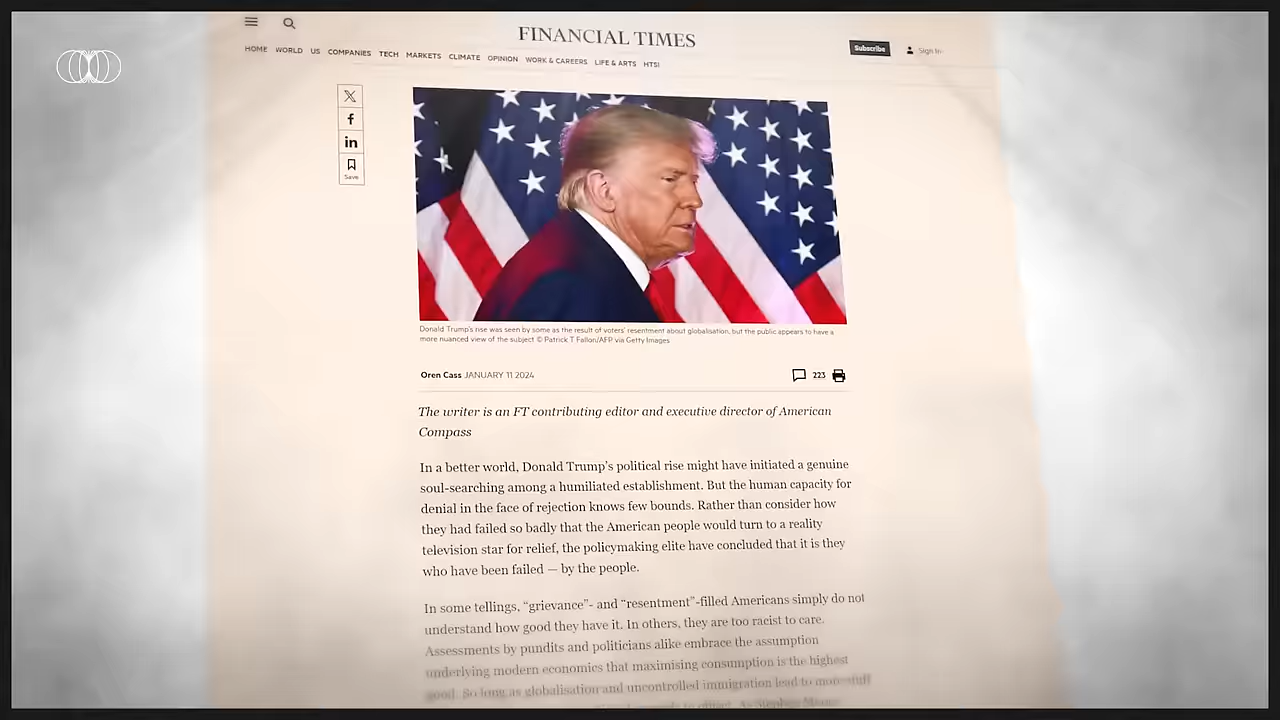 FINANCIAL TIMES
Subscribe
Sign In
HOME WORLD US COMPANIES TECH MARKETS CLIMATE OPINION WORK & CAREERS LIFE & ARTS HTSI
Save
Donald Trump's rise was seen by some as the result of voters' resentment about globalisation, but the public appears to have a
more nuanced view of the subject © Patrick T Fallon/AFP via Getty Images
Oren Cass JANUARY 11 2024
223
The writer is an FT contributing editor and executive director of American
Compass
In a better world, Donald Trump's political rise might have initiated a genuine
soul-searching among a humiliated establishment. But the human capacity for
denial in the face of rejection knows few bounds. Rather than consider how
they had failed so badly that the American people would turn to a reality
television star for relief, the policymaking elite have concluded that it is they
who have been failed — by the people.
In some tellings, “grievance”- and “resentment”-filled Americans simply do not
understand how good they have it. In others, they are too racist to care.
Assessments by pundits and politicians alike embrace the assumption
underlying modern economics that maximising consumption is the highest
good. So long as globalisation and uncontrolled immigration lead to more stuff